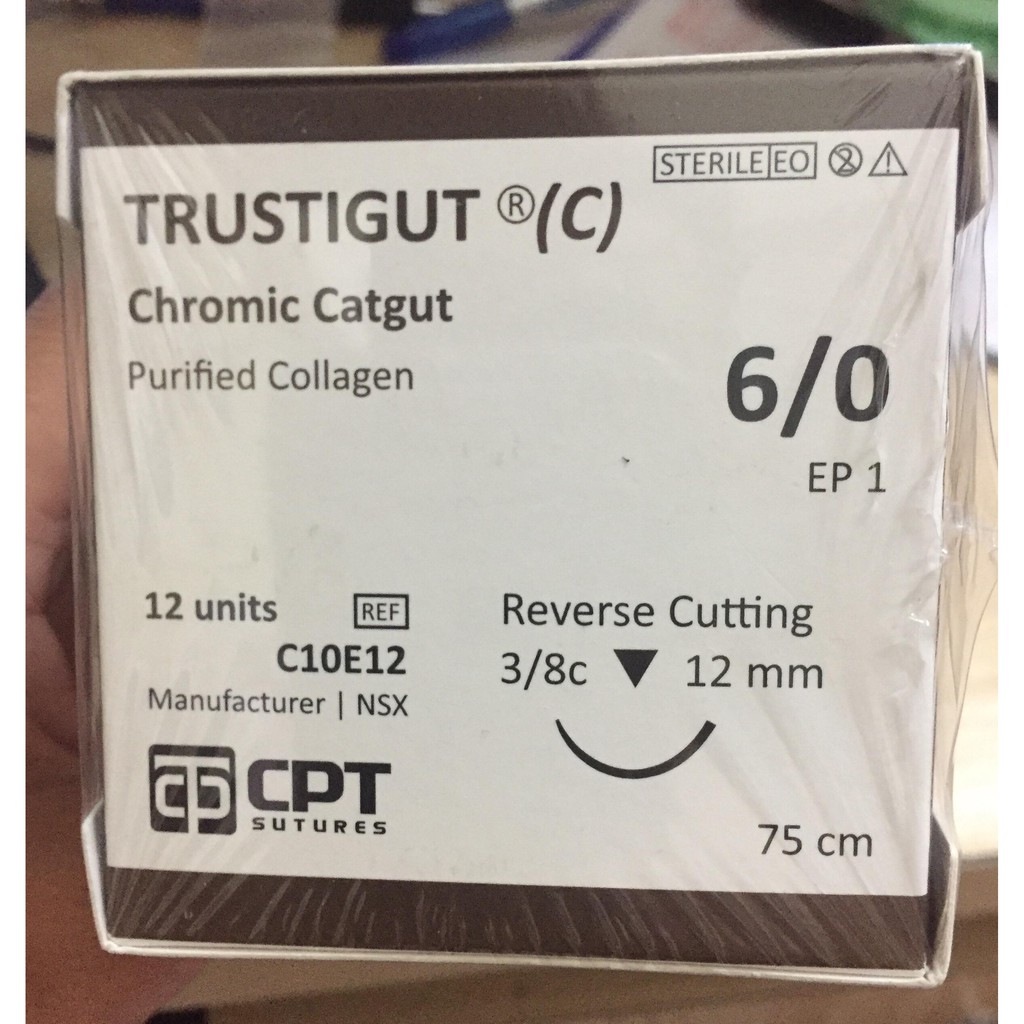 STERILE EO
TRUSTIGUT ®(C)
Chromic Catgut
Purified Collagen
6/0
EP 1
12 units REF
C10E12
Manufacturer | NSX
CPT
SUTURES
Reverse Cutting
3/8c ▼ 12 mm
75 cm